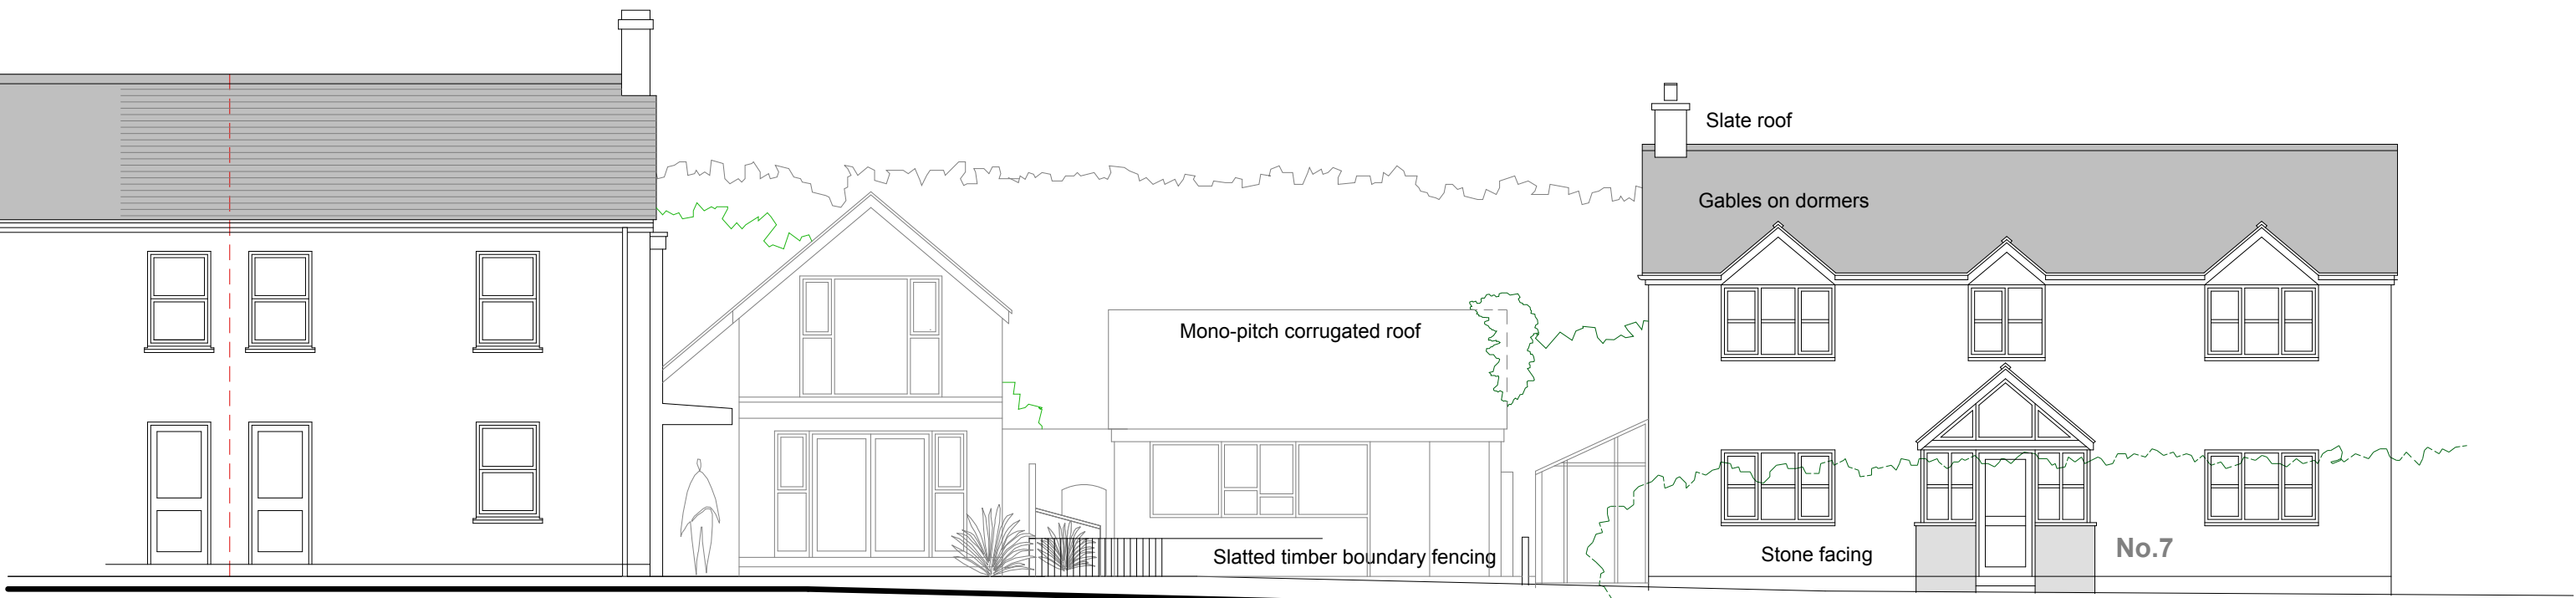 Slate roof
Gables on dormers
Mono-pitch corrugated roof
Slatted timber boundary fencing
Stone facing
No.7